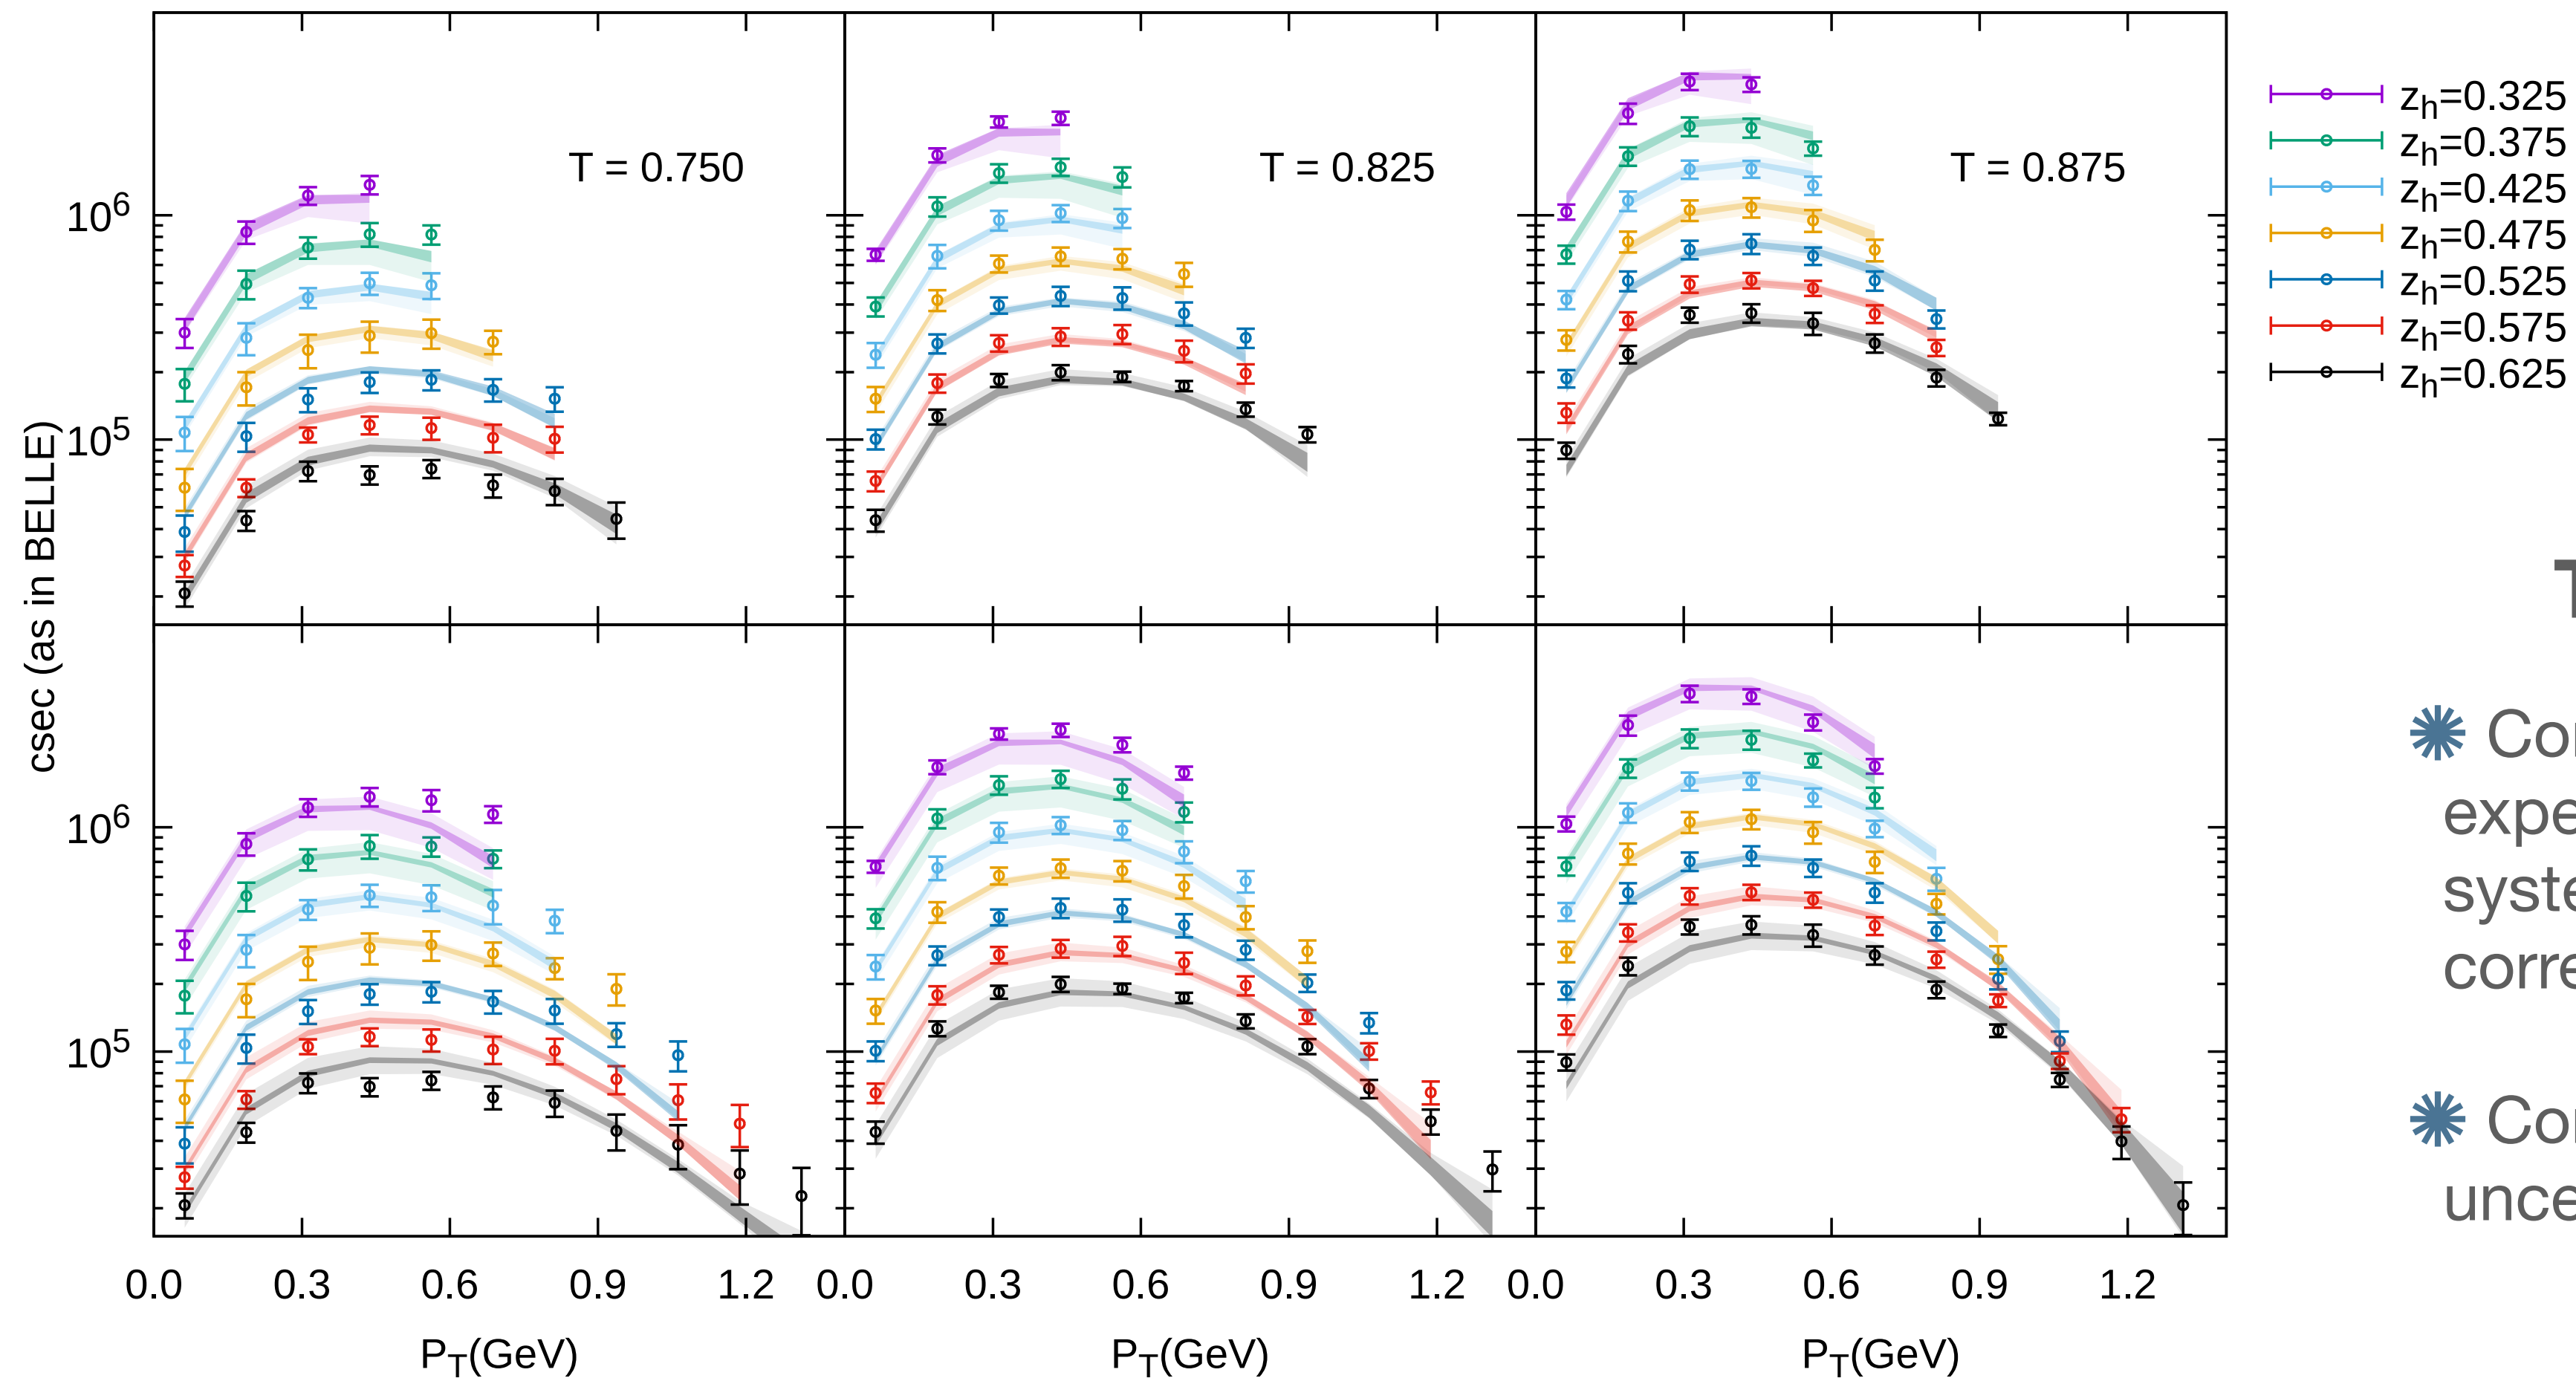 T = 0.750
T = 0.825
T = 0.875
z_h=0.325
z_h=0.375
z_h=0.425
z_h=0.475
z_h=0.525
z_h=0.575
z_h=0.625
10^6
10^5
csec (as in BELLE)
10^6
10^5
0.0 0.3 0.6 0.9 1.2 0.0 0.3 0.6 0.9 1.2 0.0 0.3 0.6 0.9 1.2
P_T(GeV) P_T(GeV) P_T(GeV)